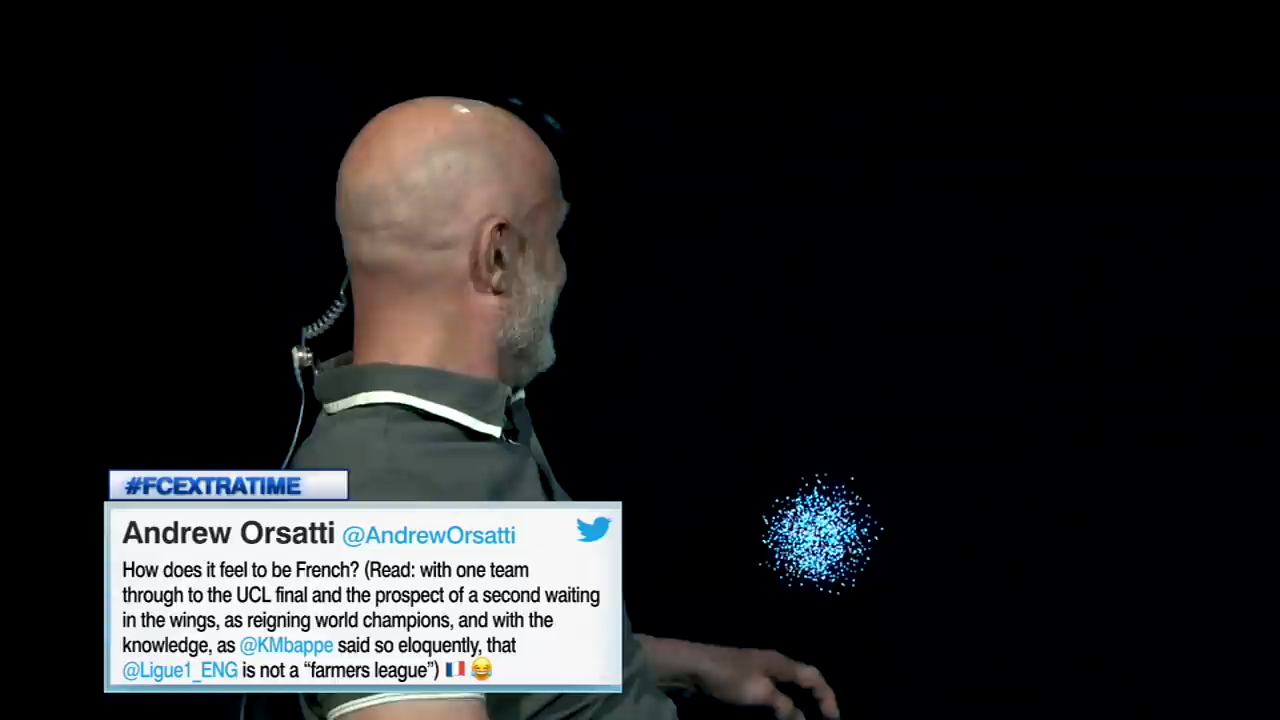 #FCEXTRATIME
Andrew Orsatti @AndrewOrsatti
How does it feel to be French? (Read: with one team
through to the UCL final and the prospect of a second waiting
in the wings, as reigning world champions, and with the
knowledge, as @KMbappe said so eloquently, that
@Ligue1_ENG is not a “farmers league”) 🇫🇷 😂